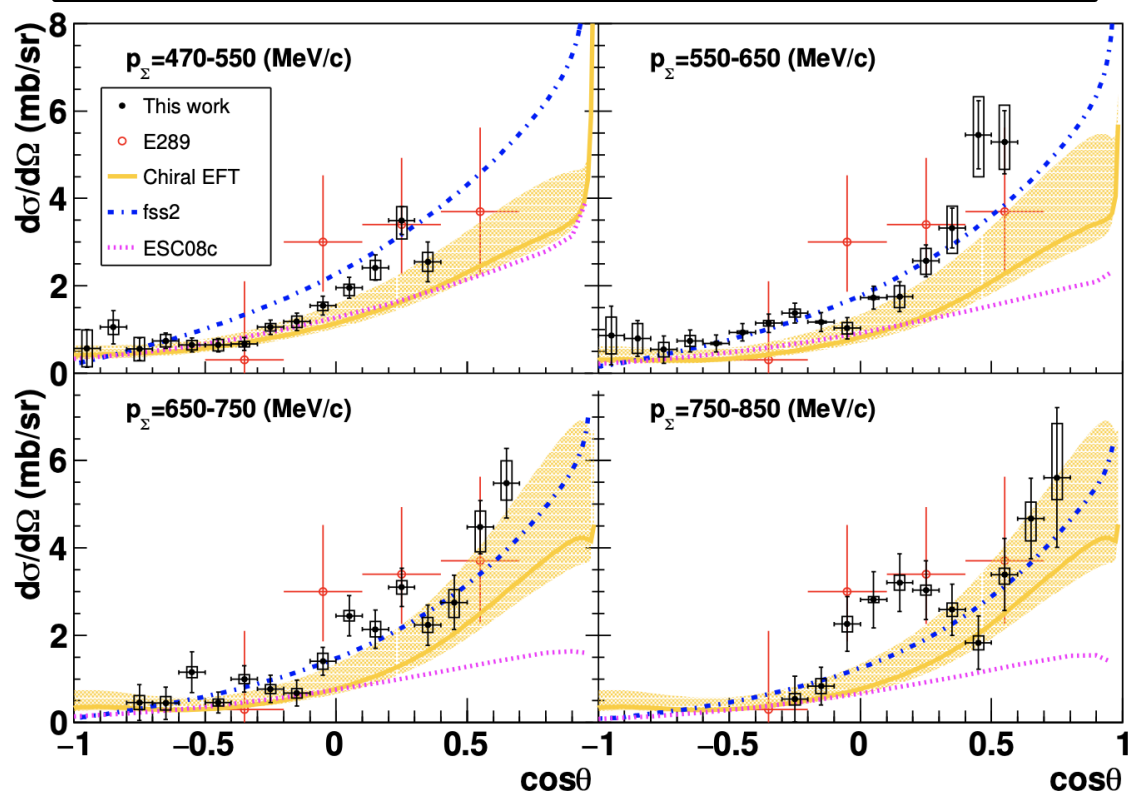 dσ/dΩ (mb/sr)
8
6
4
2
0
p_Σ=470-550 (MeV/c)
This work
E289
Chiral EFT
fss2
ESC08c
p_Σ=550-650 (MeV/c)
dσ/dΩ (mb/sr)
6
4
2
0
p_Σ=650-750 (MeV/c)
p_Σ=750-850 (MeV/c)
−1 −0.5 0 0.5 −1 −0.5 0 0.5 1
cosθ cosθ